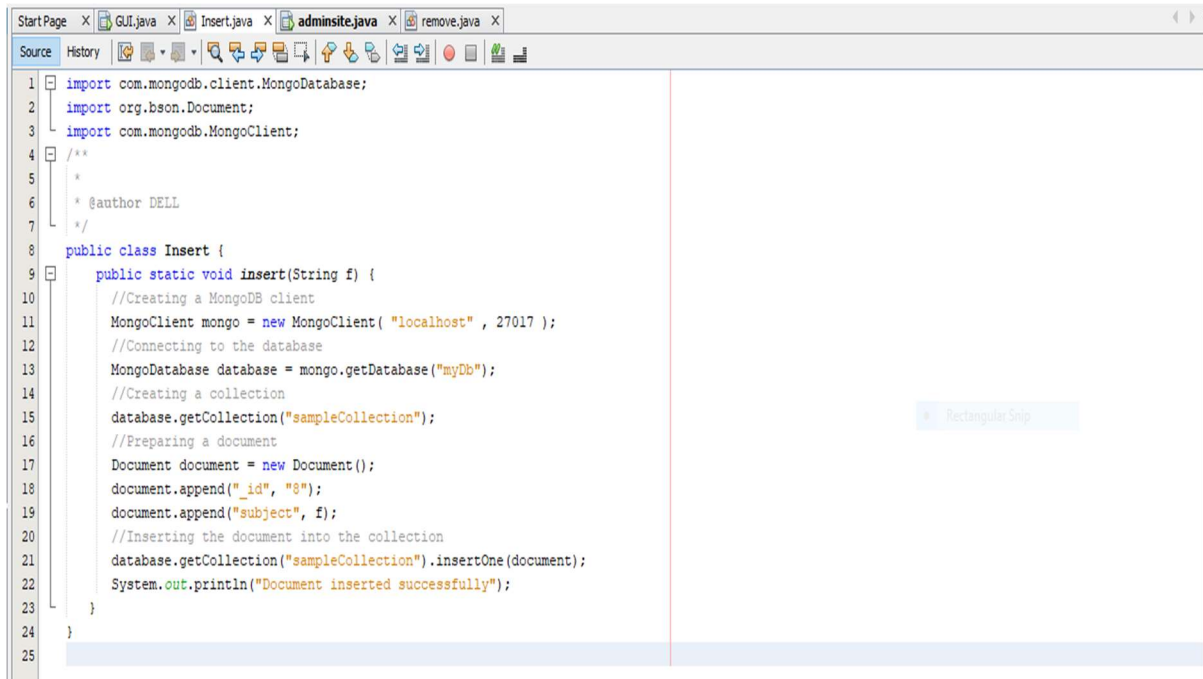 Start Page X GUI.java X Insert.java X adminsite.java X remove.java X
Source History
1 import com.mongodb.client.MongoDatabase;
2 import org.bson.Document;
3 import com.mongodb.MongoClient;
4 /**
5 *
6 * @author DELL
7 */
8 public class Insert {
9 public static void insert(String f) {
10 //Creating a MongoDB client
11 MongoClient mongo = new MongoClient( "localhost" , 27017 );
12 //Connecting to the database
13 MongoDatabase database = mongo.getDatabase("myDb");
14 //Creating a collection
15 database.getCollection("sampleCollection");
16 //Preparing a document
17 Document document = new Document();
18 document.append("_id", "8");
19 document.append("subject", f);
20 //Inserting the document into the collection
21 database.getCollection("sampleCollection").insertOne(document);
22 System.out.println("Document inserted successfully");
23 }
24 }
25
Rectangular Snip